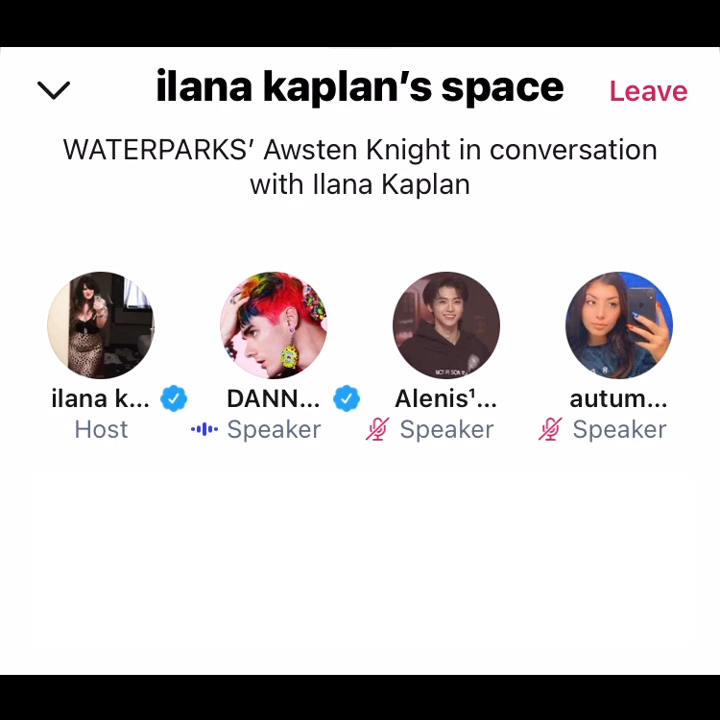 ilana kaplan’s space
Leave
WATERPARKS’ Awsten Knight in conversation
with Ilana Kaplan
ilana k...
DANN...
Alenis¹...
autum...
Host
Speaker
Speaker
Speaker